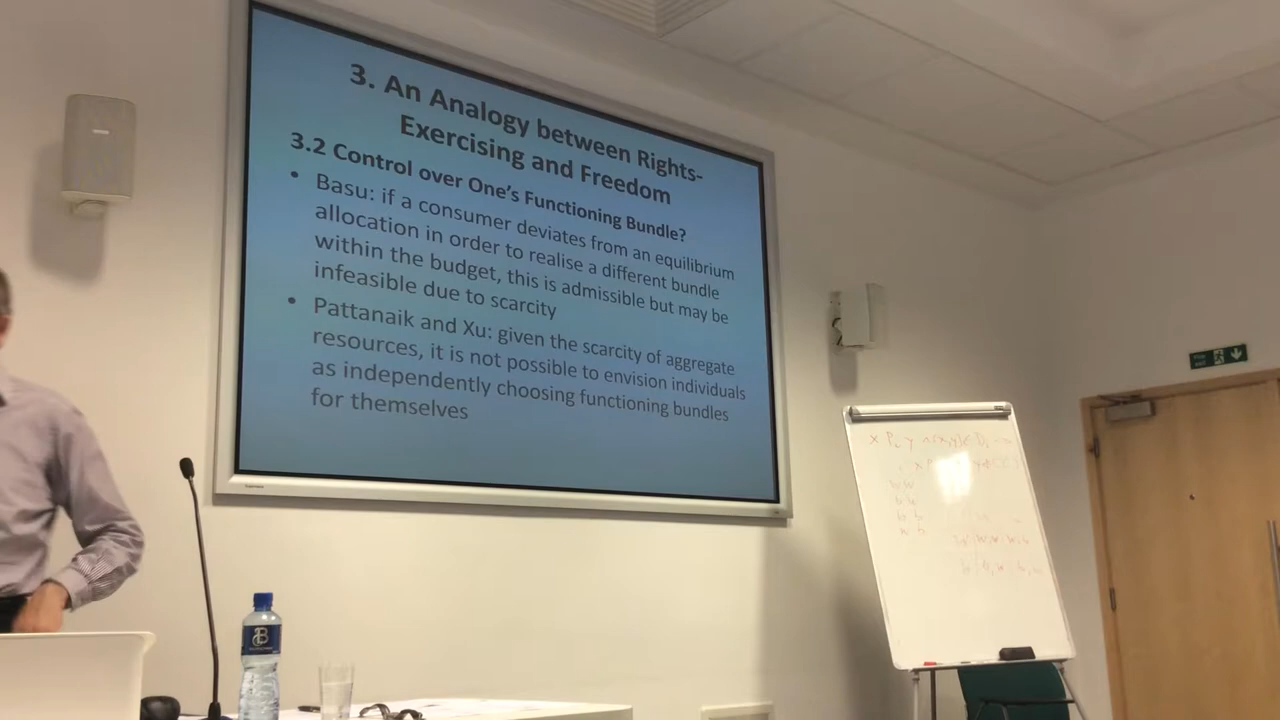 3. An Analogy between Rights-
Exercising and Freedom
3.2 Control over One's Functioning Bundle?
• Basu: if a consumer deviates from an equilibrium
allocation in order to realise a different bundle
within the budget, this is admissible but may be
infeasible due to scarcity
• Pattanaik and Xu: given the scarcity of aggregate
resources, it is not possible to envision individuals
as independently choosing functioning bundles
for themselves